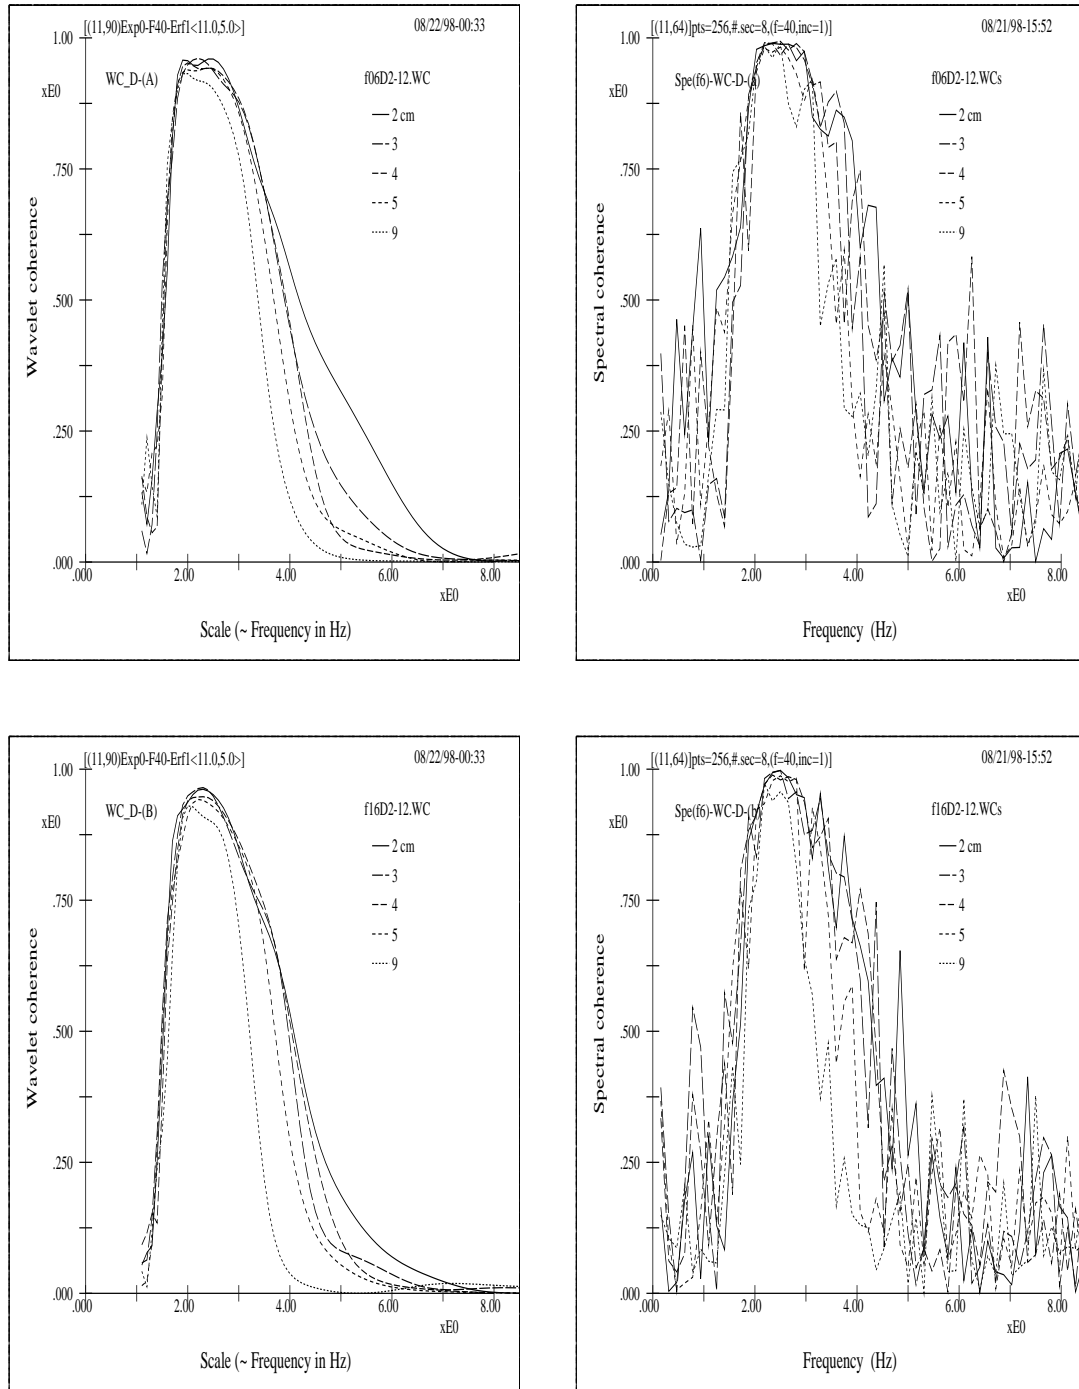 [(11,90)Exp0-F40-Erf1<11.0,5.0>] 08/22/98-00:33
1.00
WC_D-(A) f06D2-12.WC
xE0
2 cm
3
.750
4
5
9
Wavelet coherence
.500
.250
.000
.000 2.00 4.00 6.00 8.00
xE0
Scale (~ Frequency in Hz)
[(11,64)]pts=256,#.sec=8,(f=40,inc=1)] 08/21/98-15:52
1.00
Spe(f6)-WC-D-(a) f06D2-12.WCs
xE0
2 cm
3
.750
4
5
9
Spectral coherence
.500
.250
.000
.000 2.00 4.00 6.00 8.00
xE0
Frequency (Hz)
[(11,90)Exp0-F40-Erf1<11.0,5.0>] 08/22/98-00:33
1.00
WC_D-(B) f16D2-12.WC
xE0
2 cm
3
.750
4
5
9
Wavelet coherence
.500
.250
.000
.000 2.00 4.00 6.00 8.00
xE0
Scale (~ Frequency in Hz)
[(11,64)]pts=256,#.sec=8,(f=40,inc=1)] 08/21/98-15:52
1.00
Spe(f6)-WC-D-(b) f16D2-12.WCs
xE0
2 cm
3
.750
4
5
9
Spectral coherence
.500
.250
.000
.000 2.00 4.00 6.00 8.00
xE0
Frequency (Hz)